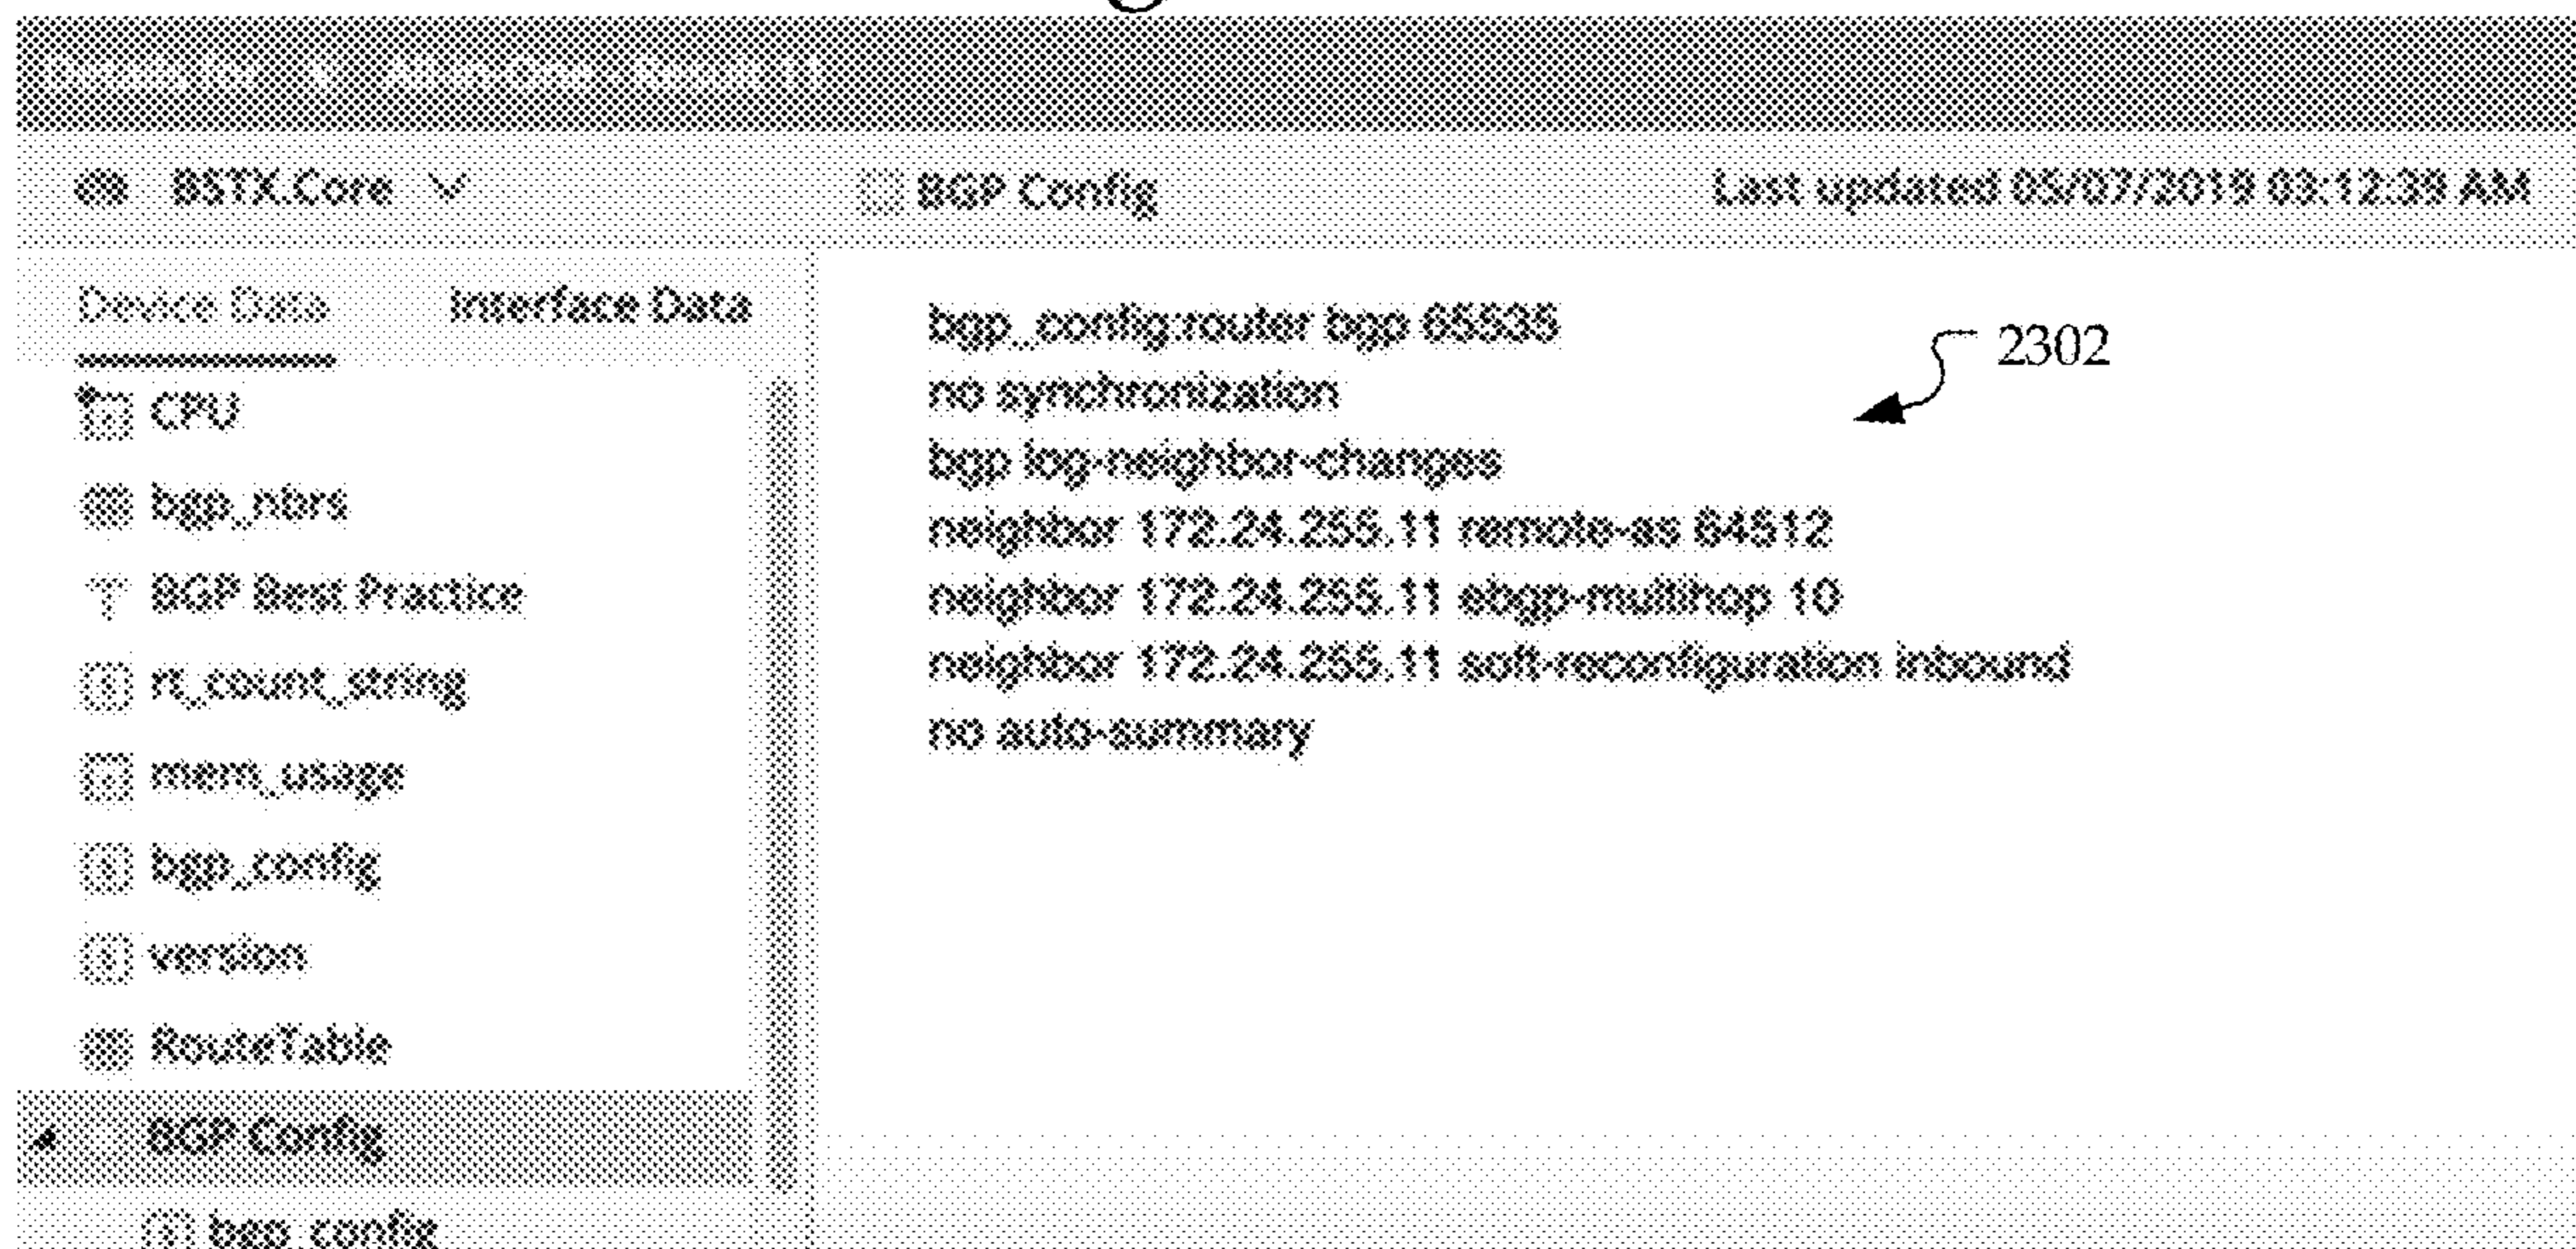 BSTX.Core
BGP Config
Last updated 05/07/2019 03:12:39 AM
Device Data
Interface Data
CPU
bgp_nbrs
BGP Best Practice
rt_count_string
mem_usage
bgp_config
version
RouteTable
BGP Config
bgp_config
bgp_config:router bgp 65535
no synchronization
bgp log-neighbor-changes
neighbor 172.24.255.11 remote-as 64512
neighbor 172.24.255.11 ebgp-multihop 10
neighbor 172.24.255.11 soft-reconfiguration inbound
no auto-summary
2302